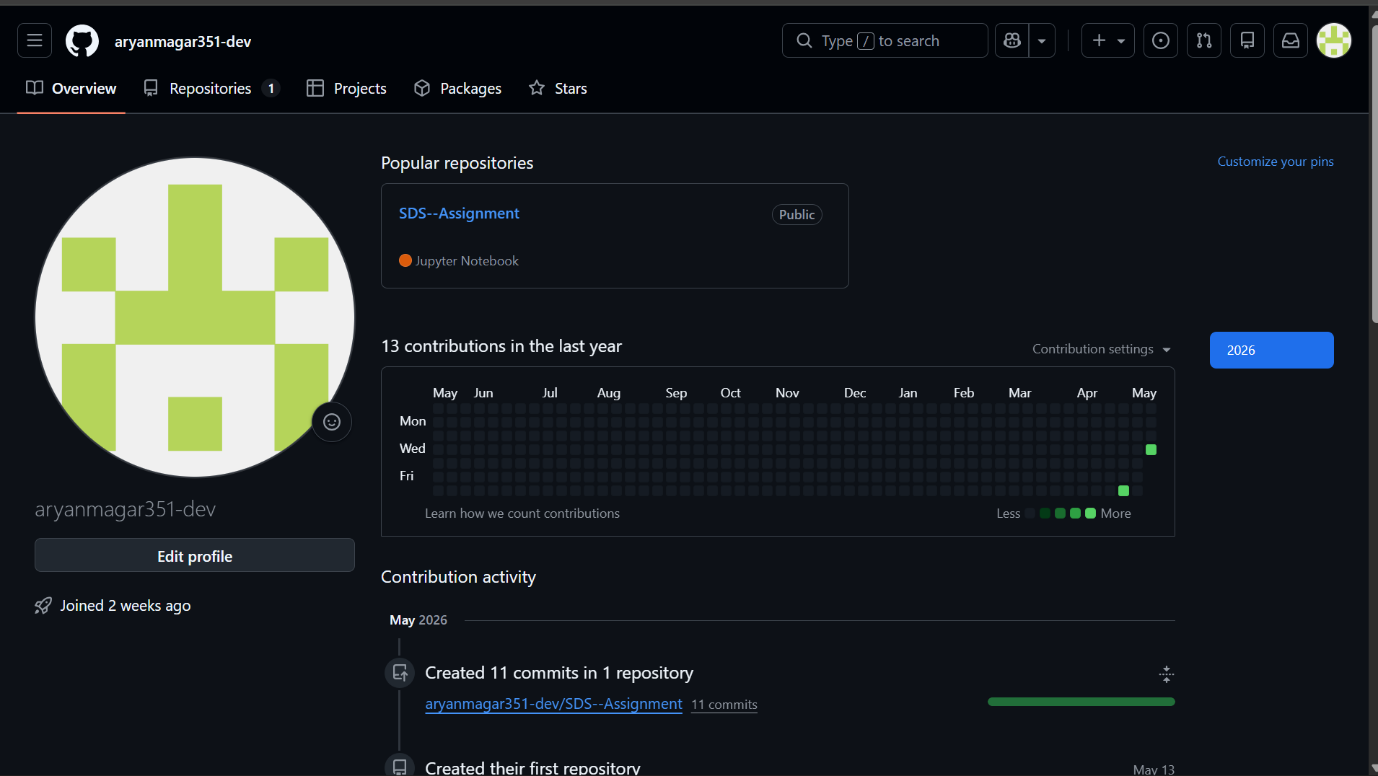 aryanmagar351-dev
Type / to search
Overview
Repositories 1
Projects
Packages
Stars
Popular repositories
Customize your pins
SDS--Assignment
Public
Jupyter Notebook
13 contributions in the last year
Contribution settings
2026
May Jun Jul Aug Sep Oct Nov Dec Jan Feb Mar Apr May
Mon
Wed
Fri
Learn how we count contributions
Less
More
aryanmagar351-dev
Edit profile
Joined 2 weeks ago
Contribution activity
May 2026
Created 11 commits in 1 repository
aryanmagar351-dev/SDS--Assignment 11 commits
Created their first repository
May 13